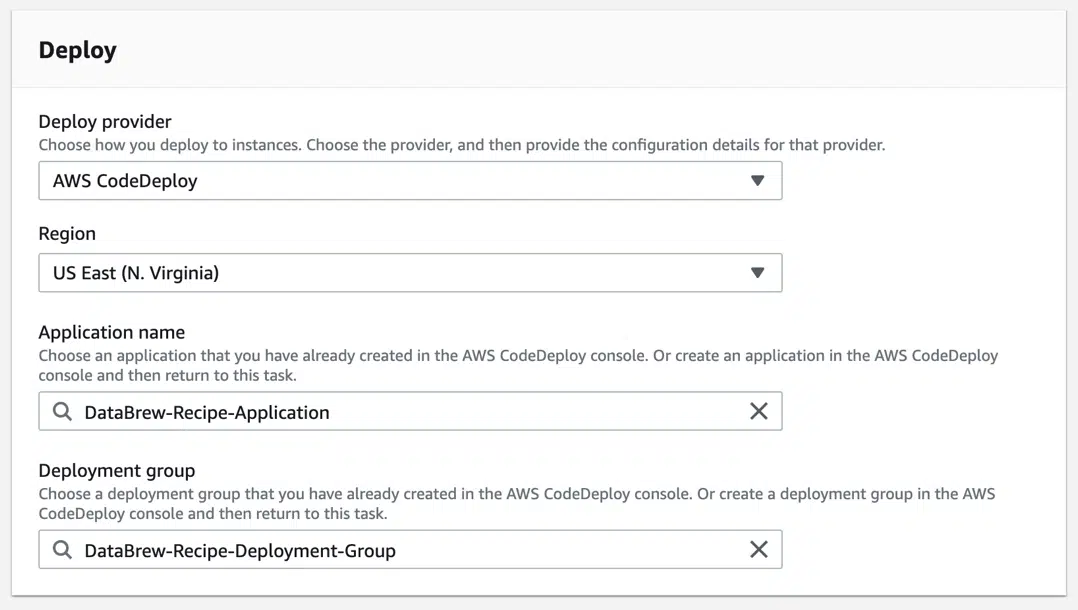 Deploy
Deploy provider
Choose how you deploy to instances. Choose the provider, and then provide the configuration details for that provider.
AWS CodeDeploy
Region
US East (N. Virginia)
Application name
Choose an application that you have already created in the AWS CodeDeploy console. Or create an application in the AWS CodeDeploy
console and then return to this task.
DataBrew-Recipe-Application
Deployment group
Choose a deployment group that you have already created in the AWS CodeDeploy console. Or create a deployment group in the AWS
CodeDeploy console and then return to this task.
DataBrew-Recipe-Deployment-Group